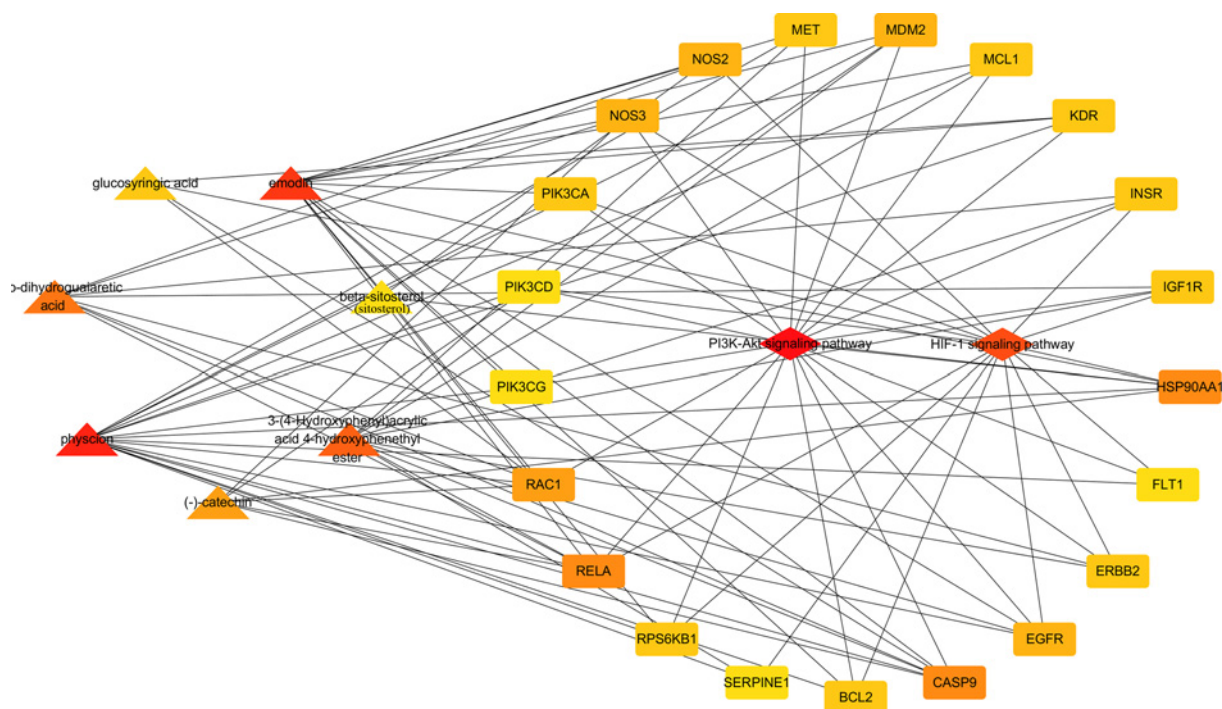 MET
MDM2
NOS2
MCL1
NOS3
KDR
glucosyringic acid
emodin
PIK3CA
INSR
o-dihydrogualaretic
acid
beta-sitosterol
(sitosterol)
PIK3CD
IGF1R
PI3K-Akt signaling pathway
HIF-1 signaling pathway
PIK3CG
HSP90AA1
physcion
3-(4-Hydroxyphenyl)acrylic
acid 4-hydroxyphenethyl
ester
RAC1
(-)-catechin
FLT1
RELA
ERBB2
RPS6KB1
EGFR
SERPINE1
CASP9
BCL2